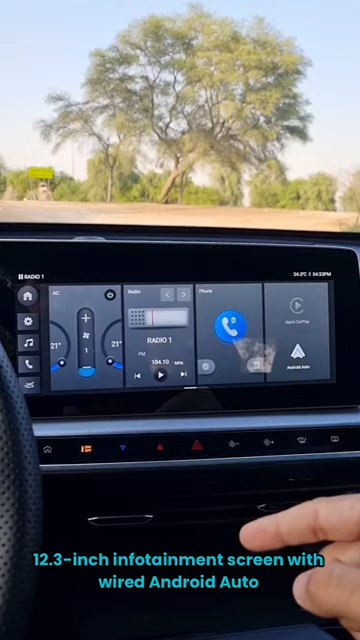 RADIO 1
34.0°C 04:33PM
AC
Radio
Phone
Apple CarPlay
21°
1
21°
RADIO 1
FM
104.10 MHz
Android Auto
12.3-inch infotainment screen with
wired Android Auto